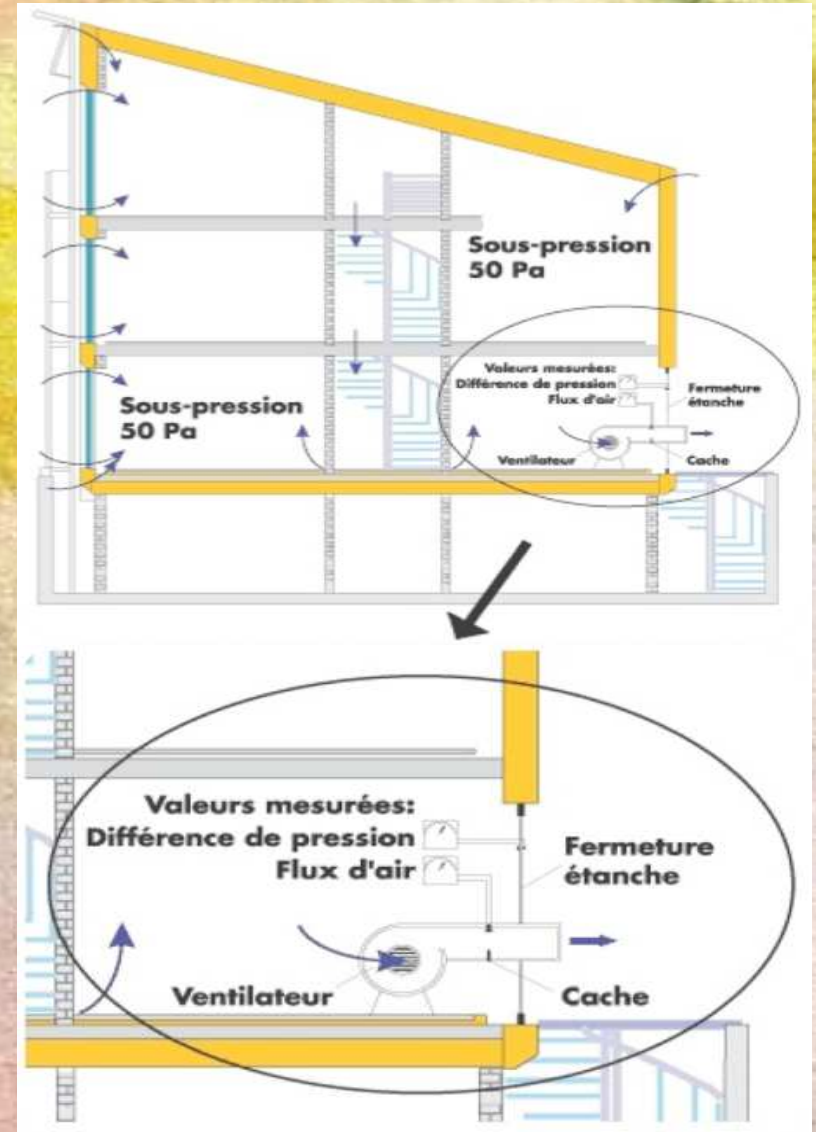 Sous-pression
50 Pa
Valeurs mesurées:
Différence de pression
Flux d'air
Fermeture
étanche
Sous-pression
50 Pa
Ventilateur
Cache
Valeurs mesurées:
Différence de pression
Flux d'air
Fermeture
étanche
Ventilateur
Cache